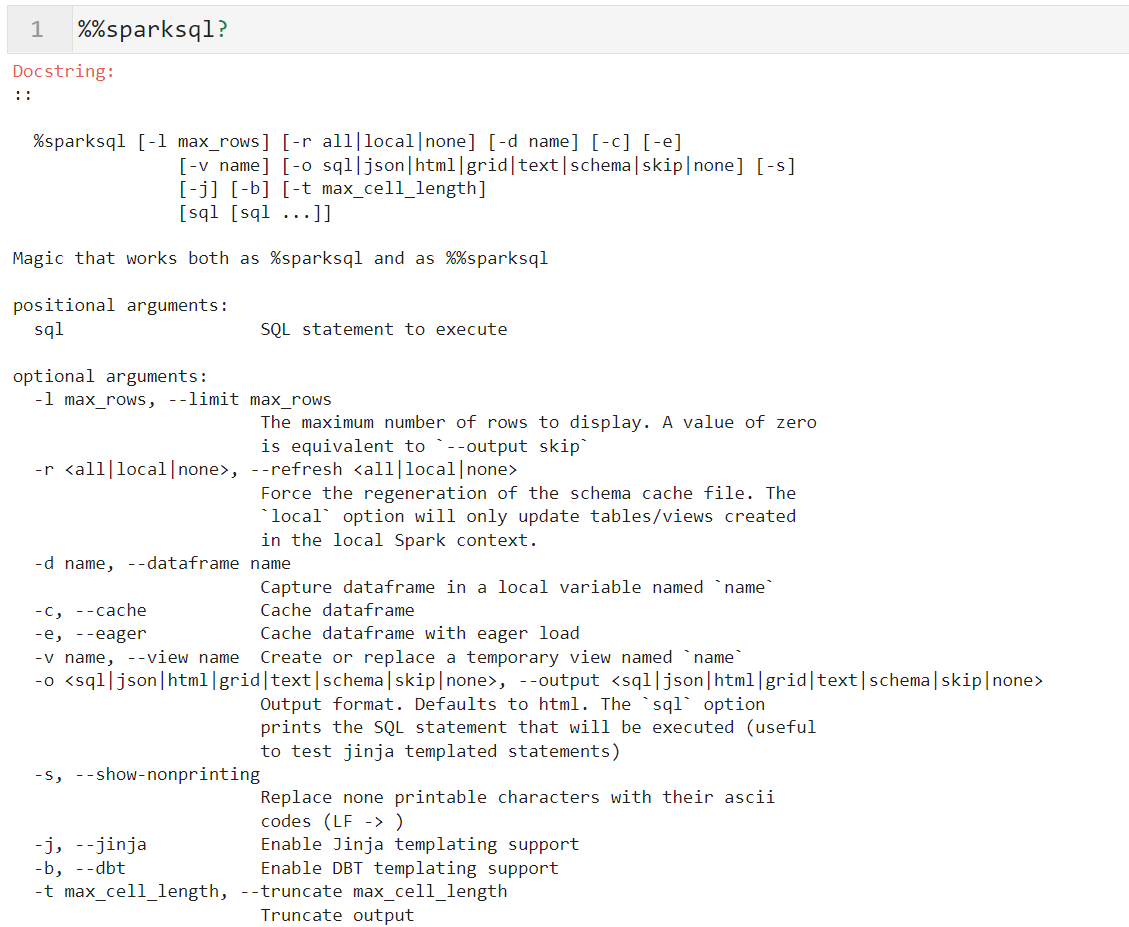 1 %%sparksql?
Docstring:
::
%sparksql [-l max_rows] [-r all|local|none] [-d name] [-c] [-e]
[-v name] [-o sql|json|html|grid|text|schema|skip|none] [-s]
[-j] [-b] [-t max_cell_length]
[sql [sql ...]]
Magic that works both as %sparksql and as %%sparksql
positional arguments:
sql SQL statement to execute
optional arguments:
-l max_rows, --limit max_rows
The maximum number of rows to display. A value of zero
is equivalent to `--output skip`
-r <all|local|none>, --refresh <all|local|none>
Force the regeneration of the schema cache file. The
`local` option will only update tables/views created
in the local Spark context.
-d name, --dataframe name
Capture dataframe in a local variable named `name`
-c, --cache Cache dataframe
-e, --eager Cache dataframe with eager load
-v name, --view name Create or replace a temporary view named `name`
-o <sql|json|html|grid|text|schema|skip|none>, --output <sql|json|html|grid|text|schema|skip|none>
Output format. Defaults to html. The `sql` option
prints the SQL statement that will be executed (useful
to test jinja templated statements)
-s, --show-nonprinting
Replace none printable characters with their ascii
codes (LF -> )
-j, --jinja Enable Jinja templating support
-b, --dbt Enable DBT templating support
-t max_cell_length, --truncate max_cell_length
Truncate output